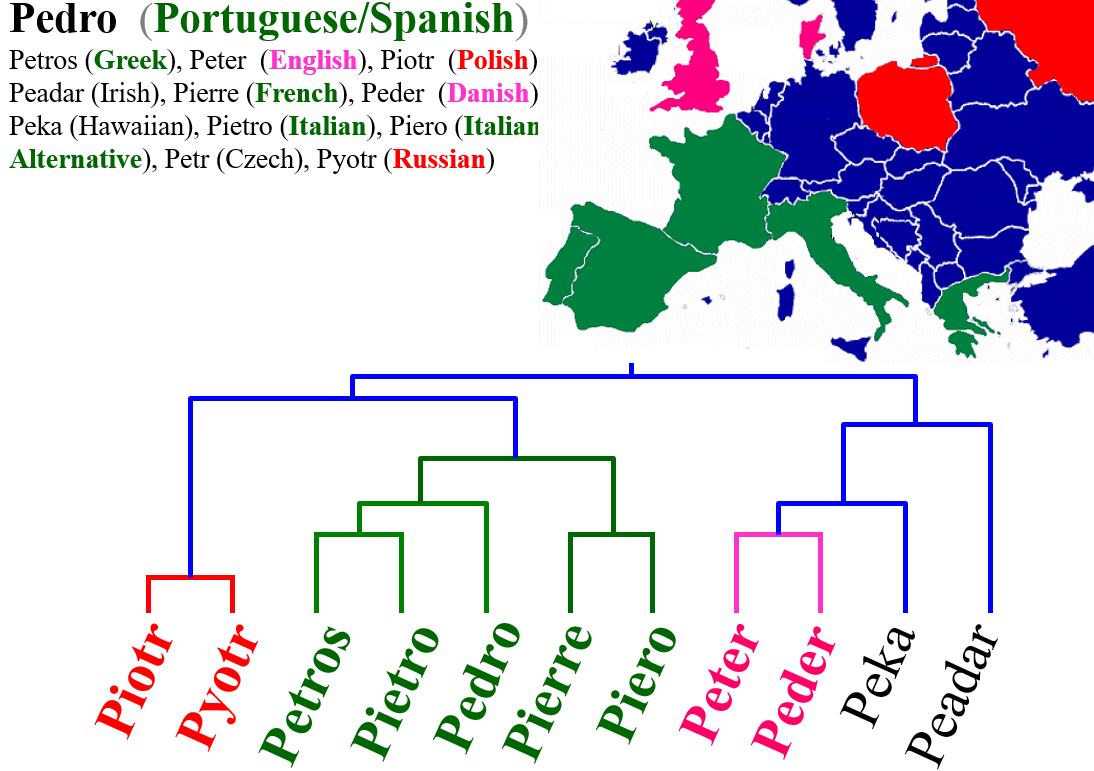 Pedro (Portuguese/Spanish)
Petros (Greek), Peter (English), Piotr (Polish)
Peadar (Irish), Pierre (French), Peder (Danish)
Peka (Hawaiian), Pietro (Italian), Piero (Italian
Alternative), Petr (Czech), Pyotr (Russian)
Piotr
Pyotr
Petros
Pietro
Pedro
Pierre
Piero
Peter
Peder
Peka
Peadar